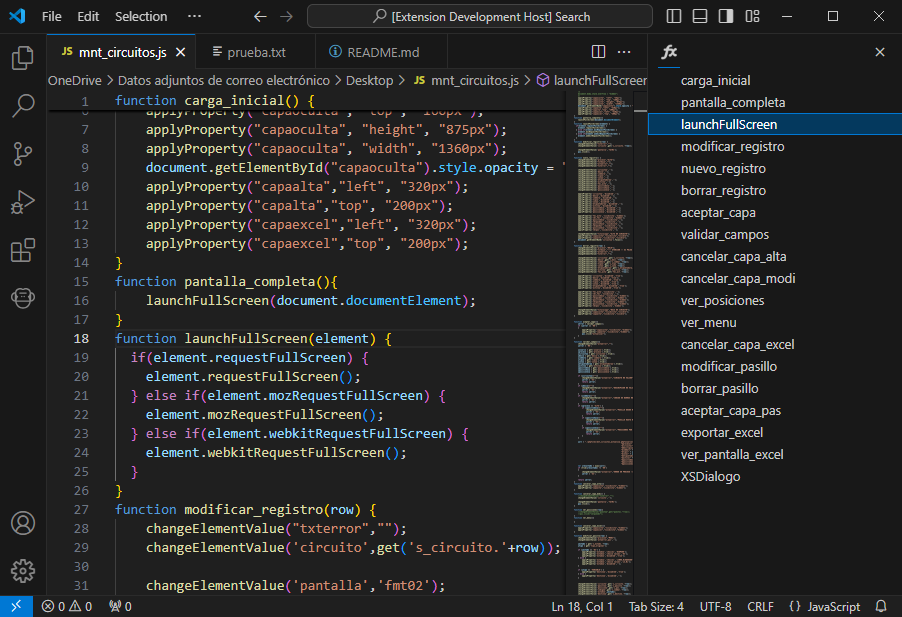 File Edit Selection ··· [Extension Development Host] Search
JS mnt_circuitos.js prueba.txt README.md
fx
OneDrive > Datos adjuntos de correo electrónico > Desktop > JS mnt_circuitos.js > launchFullScreen
1 function carga_inicial() {
7 applyProperty("capaoculta", "height", "875px");
8 applyProperty("capaoculta", "width", "1360px");
9 document.getElementById("capaoculta").style.opacity = "
10 applyProperty("capaalta","left", "320px");
11 applyProperty("capalta","top", "200px");
12 applyProperty("capaexcel","left", "320px");
13 applyProperty("capaexcel","top", "200px");
14 }
15 function pantalla_completa(){
16 launchFullScreen(document.documentElement);
17 }
18 function launchFullScreen(element) {
19 if(element.requestFullScreen) {
20 element.requestFullScreen();
21 } else if(element.mozRequestFullScreen) {
22 element.mozRequestFullScreen();
23 } else if(element.webkitRequestFullScreen) {
24 element.webkitRequestFullScreen();
25 }
26 }
27 function modificar_registro(row) {
28 changeElementValue("txterror","");
29 changeElementValue('circuito',get('s_circuito.'+row));
30
31 changeElementValue('pantalla','fmt02');
carga_inicial
pantalla_completa
launchFullScreen
modificar_registro
nuevo_registro
borrar_registro
aceptar_capa
validar_campos
cancelar_capa_alta
cancelar_capa_modi
ver_posiciones
ver_menu
cancelar_capa_excel
modificar_pasillo
borrar_pasillo
aceptar_capa_pas
exportar_excel
ver_pantalla_excel
XSDialogo
0 0 0 Ln 18, Col 1 Tab Size: 4 UTF-8 CRLF {} JavaScript